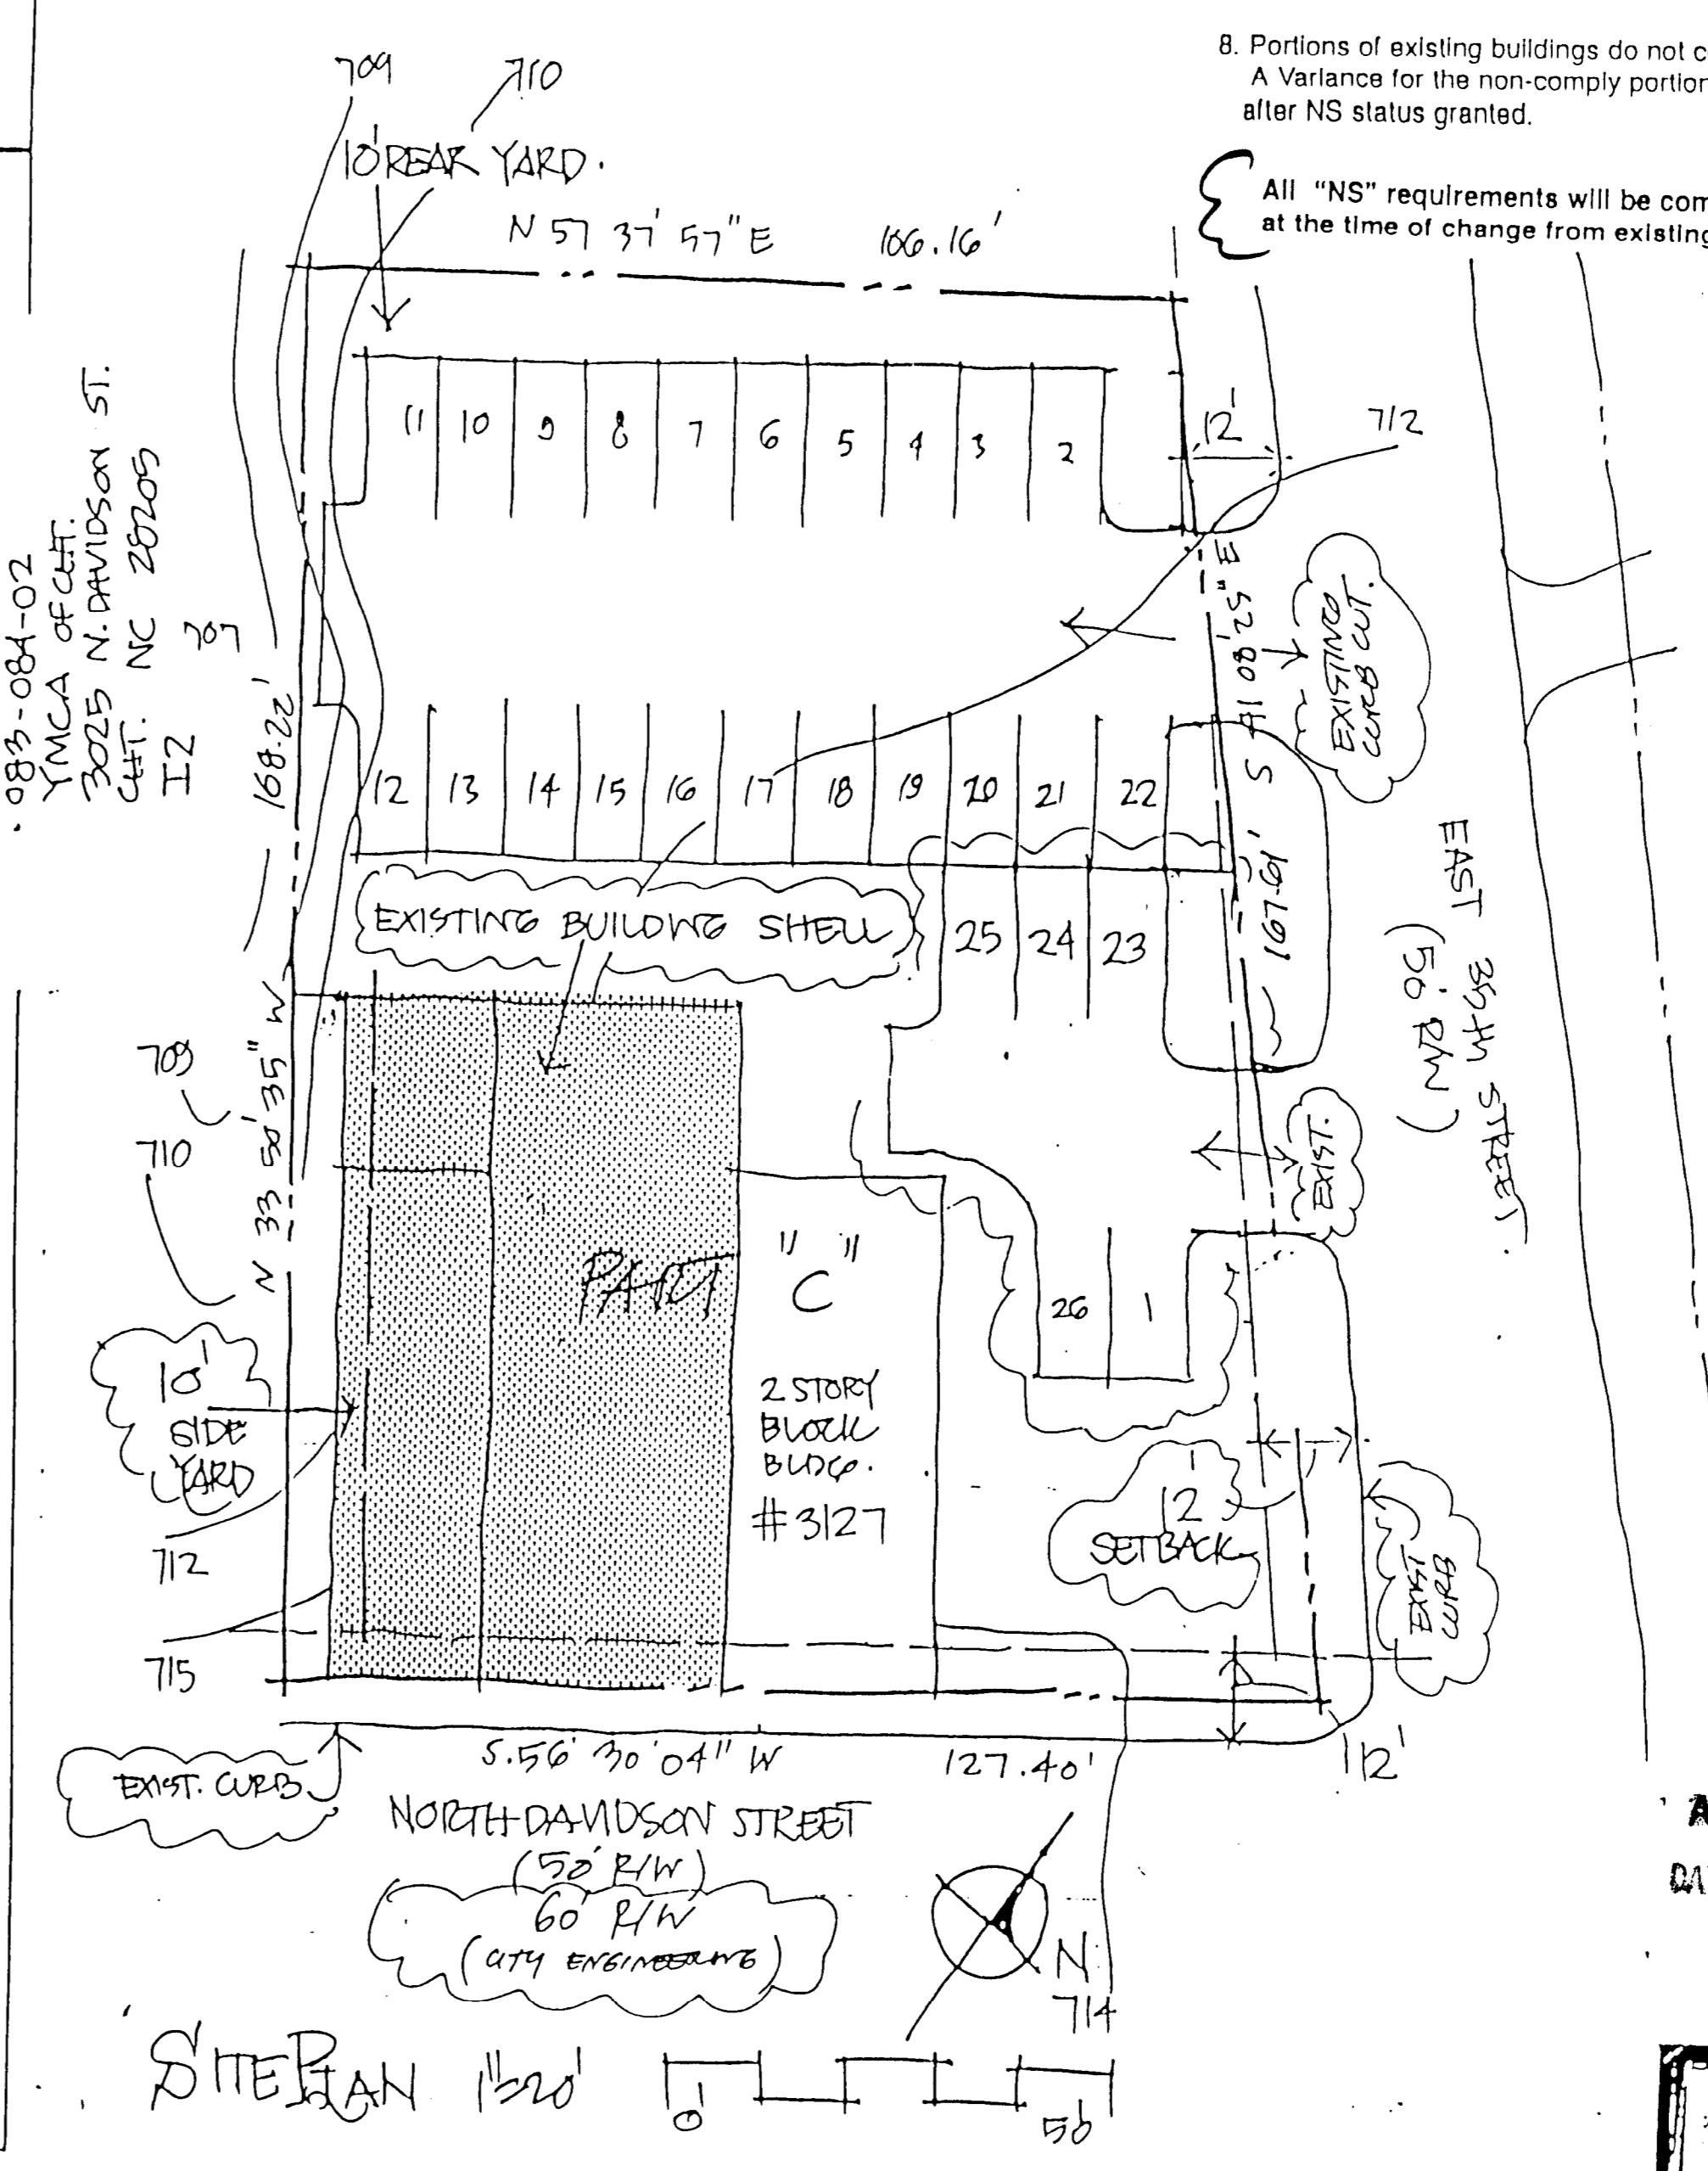 8. Portions of existing buildings do not c
A Variance for the non-comply portion
after NS status granted.
All "NS" requirements will be com
at the time of change from existing
709
710
10' REAR YARD.
N 57 37' 57" E 106.16'
083-084-02
YMCA OF CLHT.
3025 N. DAVIDSON ST.
CLHT. NC 28205
I2
707
11 10 9 8 7 6 5 4 3 2
12'
712
S 41 08' 25" E
167.61'
EXISTING
CURB CUT.
168.22'
N 33 50' 35" W
12 13 14 15 16 17 18 19 20 21 22
EXISTING BUILDING SHELL
25 24 23
EAST 35TH STREET.
(50' R/W)
709
710
EXIST.
PART "C"
26 1
10'
SIDE
YARD
2 STORY
BLOCK
BLDG.
#3127
12'
SETBACK
EXIST
CURB
712
715
EXIST. CURB
S.56 30' 04" W 127.40'
12'
NORTH DAVIDSON STREET
(50' R/W)
60' R/W
(CITY ENGINEERING)
N
714
SITE PLAN 1"=20'
0'
50'